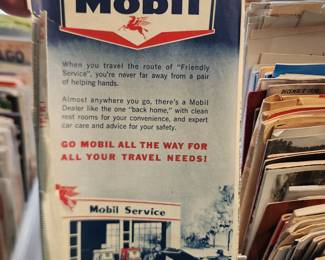 Mobil
When you travel the route of "Friendly
Service", you're never far away from a pair
of helping hands.
Almost anywhere you go, there's a Mobil
Dealer like the one "back home," with clean
rest rooms for your convenience, and expert
car care and advice for your safety.
GO MOBIL ALL THE WAY FOR
ALL YOUR TRAVEL NEEDS!
Mobil Service